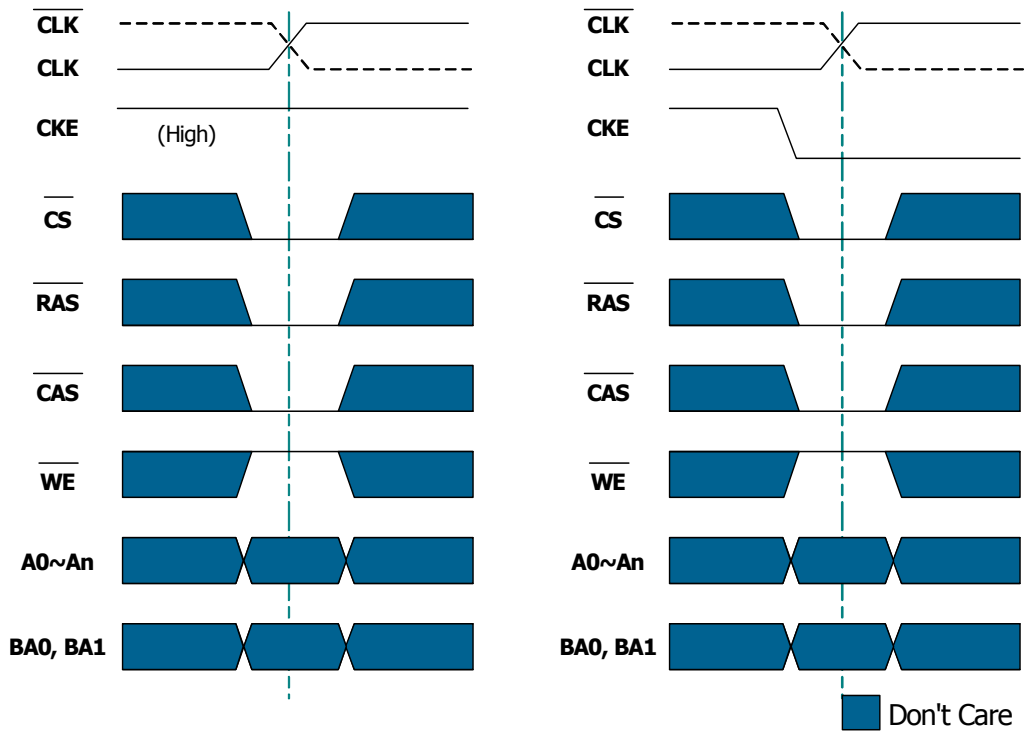 CLK
CLK
CKE
(High)
CS
RAS
CAS
WE
A0~An
BA0, BA1
CLK
CLK
CKE
CS
RAS
CAS
WE
A0~An
BA0, BA1
Don't Care